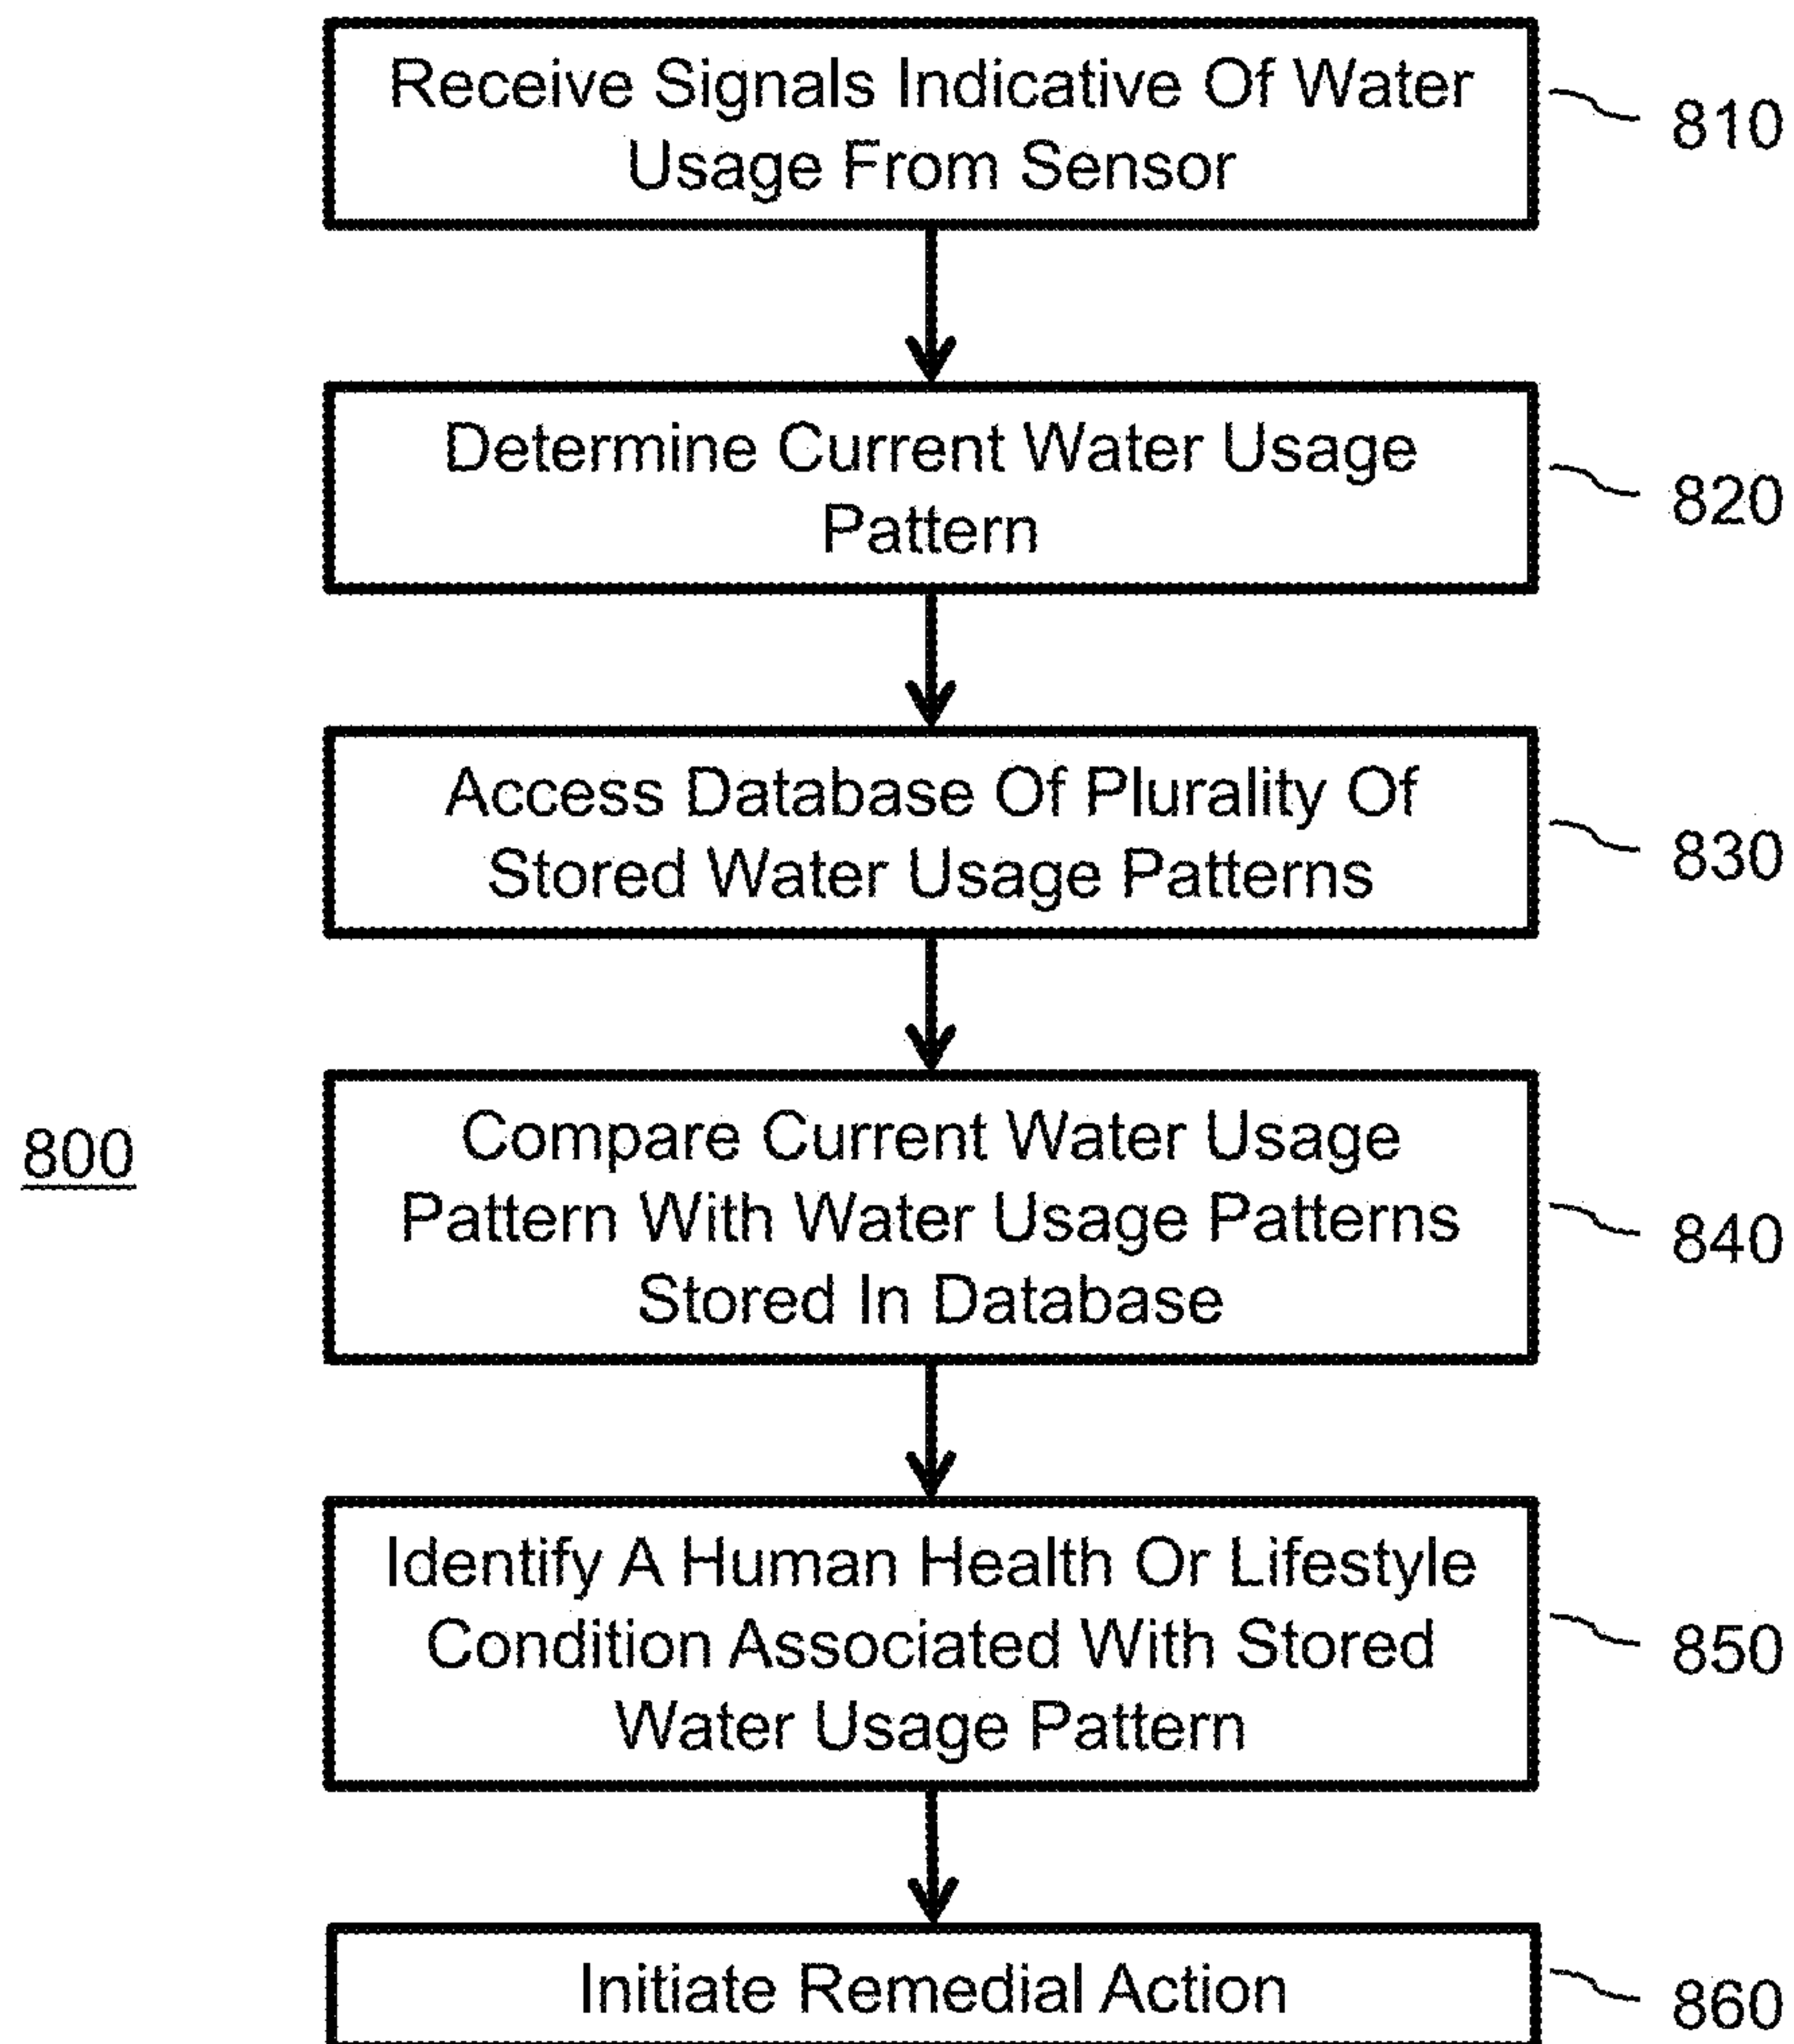 Receive Signals Indicative Of Water
Usage From Sensor
810
Determine Current Water Usage
Pattern
820
Access Database Of Plurality Of
Stored Water Usage Patterns
830
800
Compare Current Water Usage
Pattern With Water Usage Patterns
Stored In Database
840
Identify A Human Health Or Lifestyle
Condition Associated With Stored
Water Usage Pattern
850
Initiate Remedial Action
860